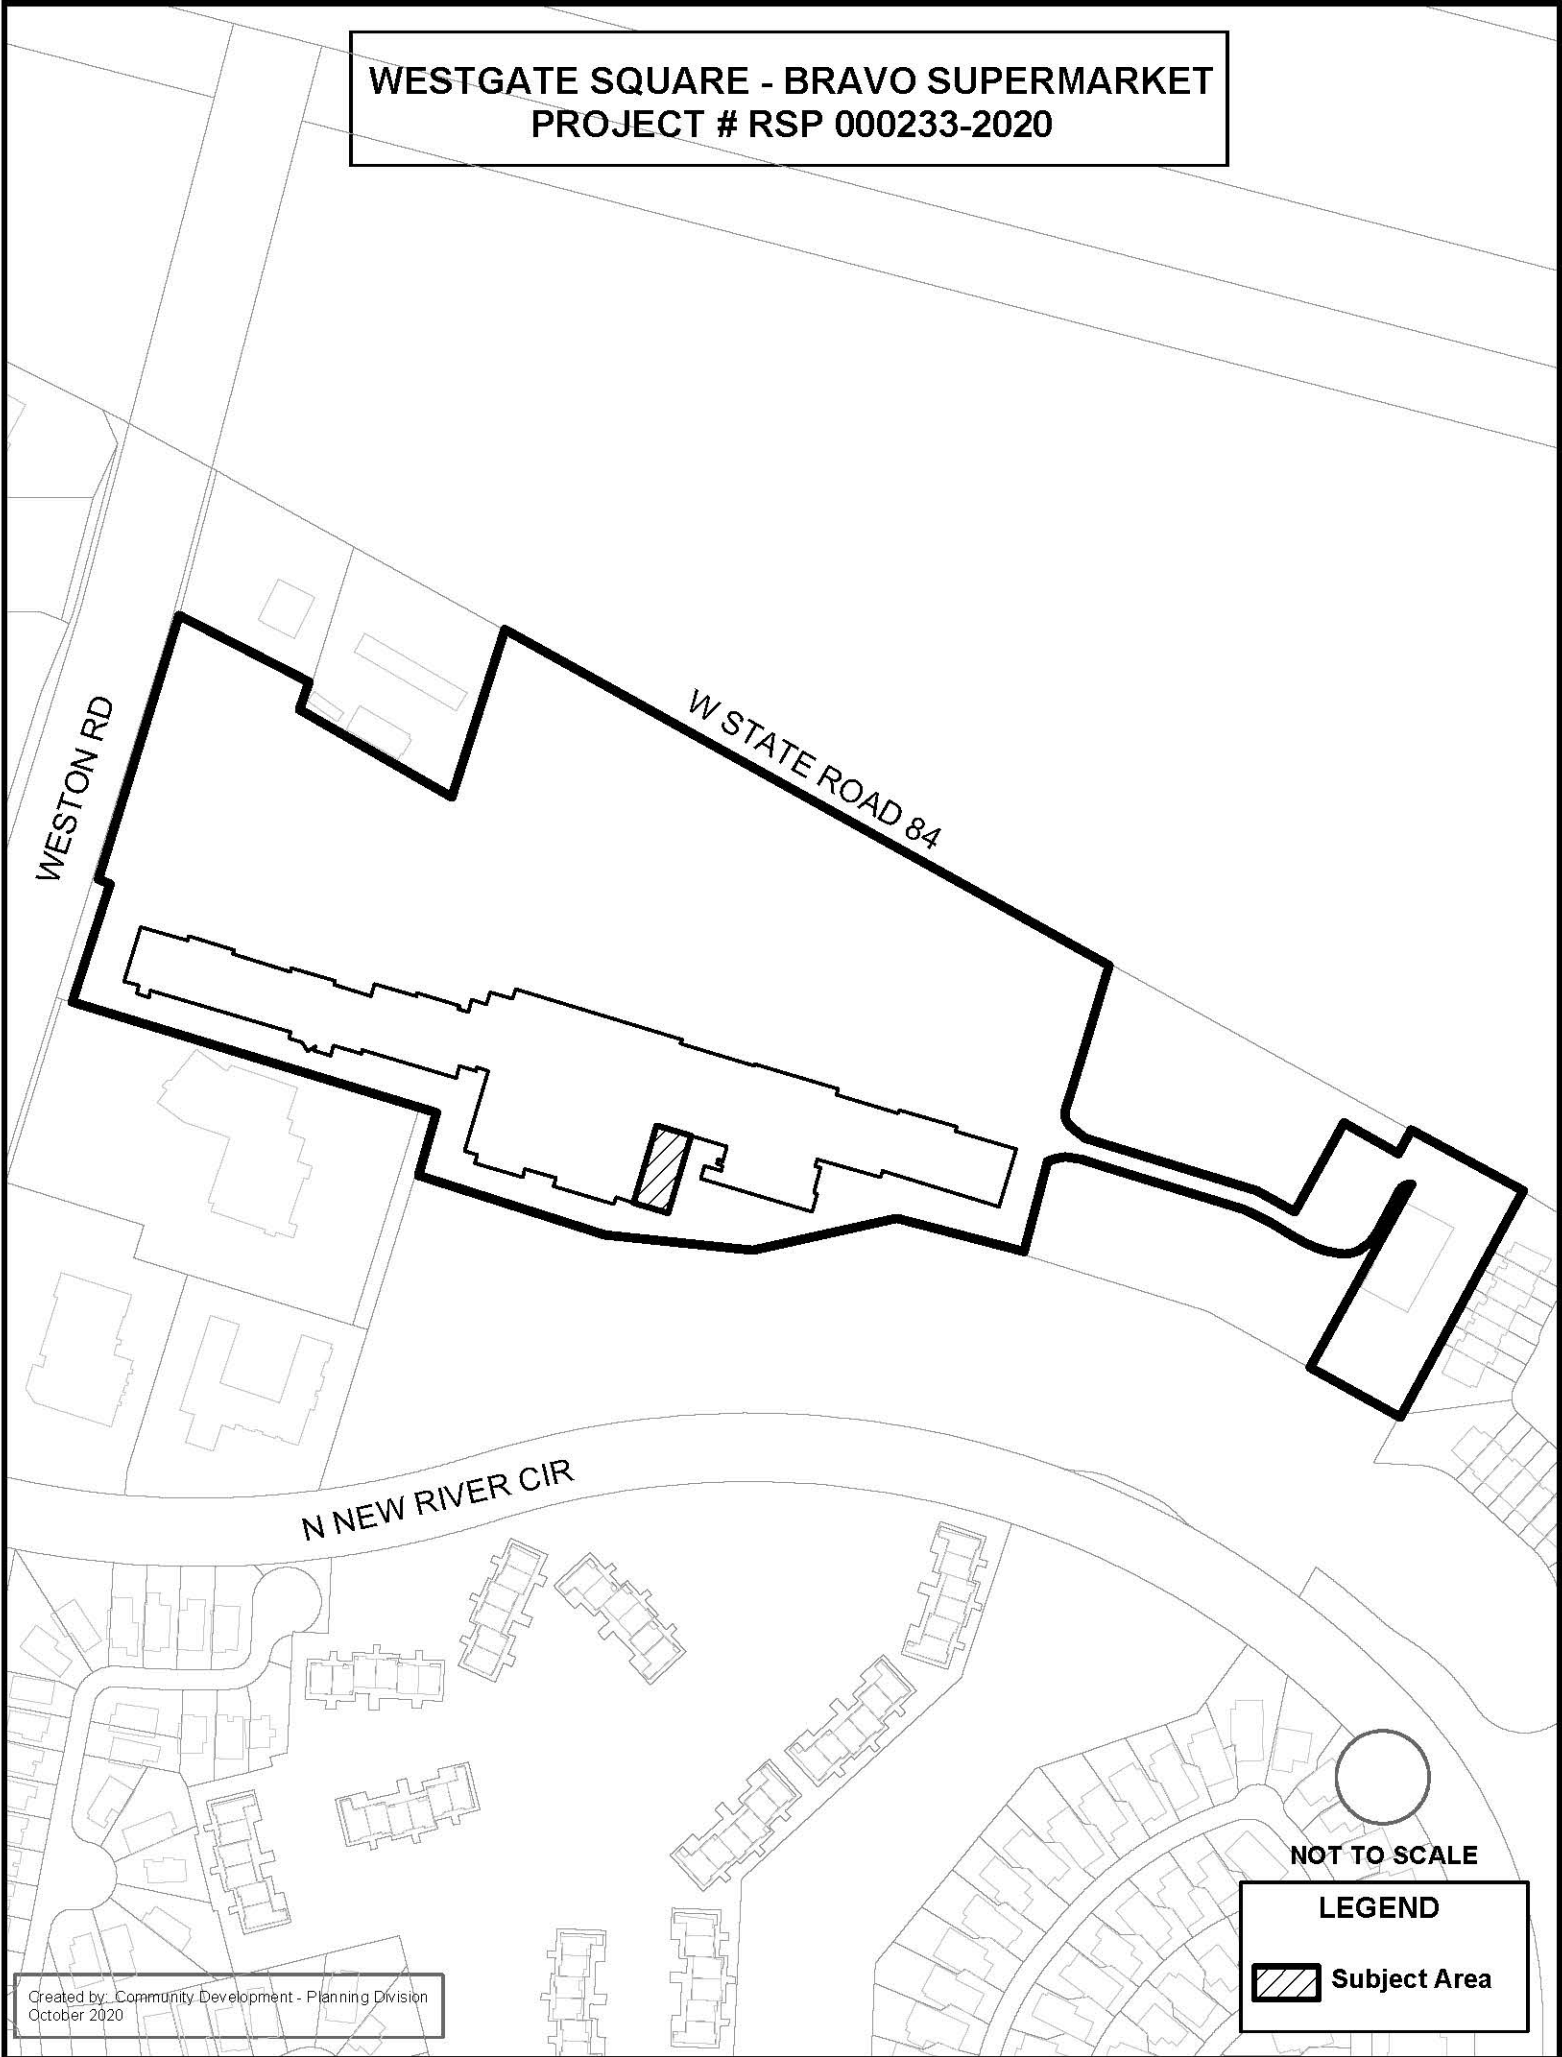 WESTGATE SQUARE - BRAVO SUPERMARKET
PROJECT # RSP 000233-2020
W STATE ROAD 84
WESTON RD
N NEW RIVER CIR
NOT TO SCALE
LEGEND
Subject Area
Created by: Community Development - Planning Division
October 2020